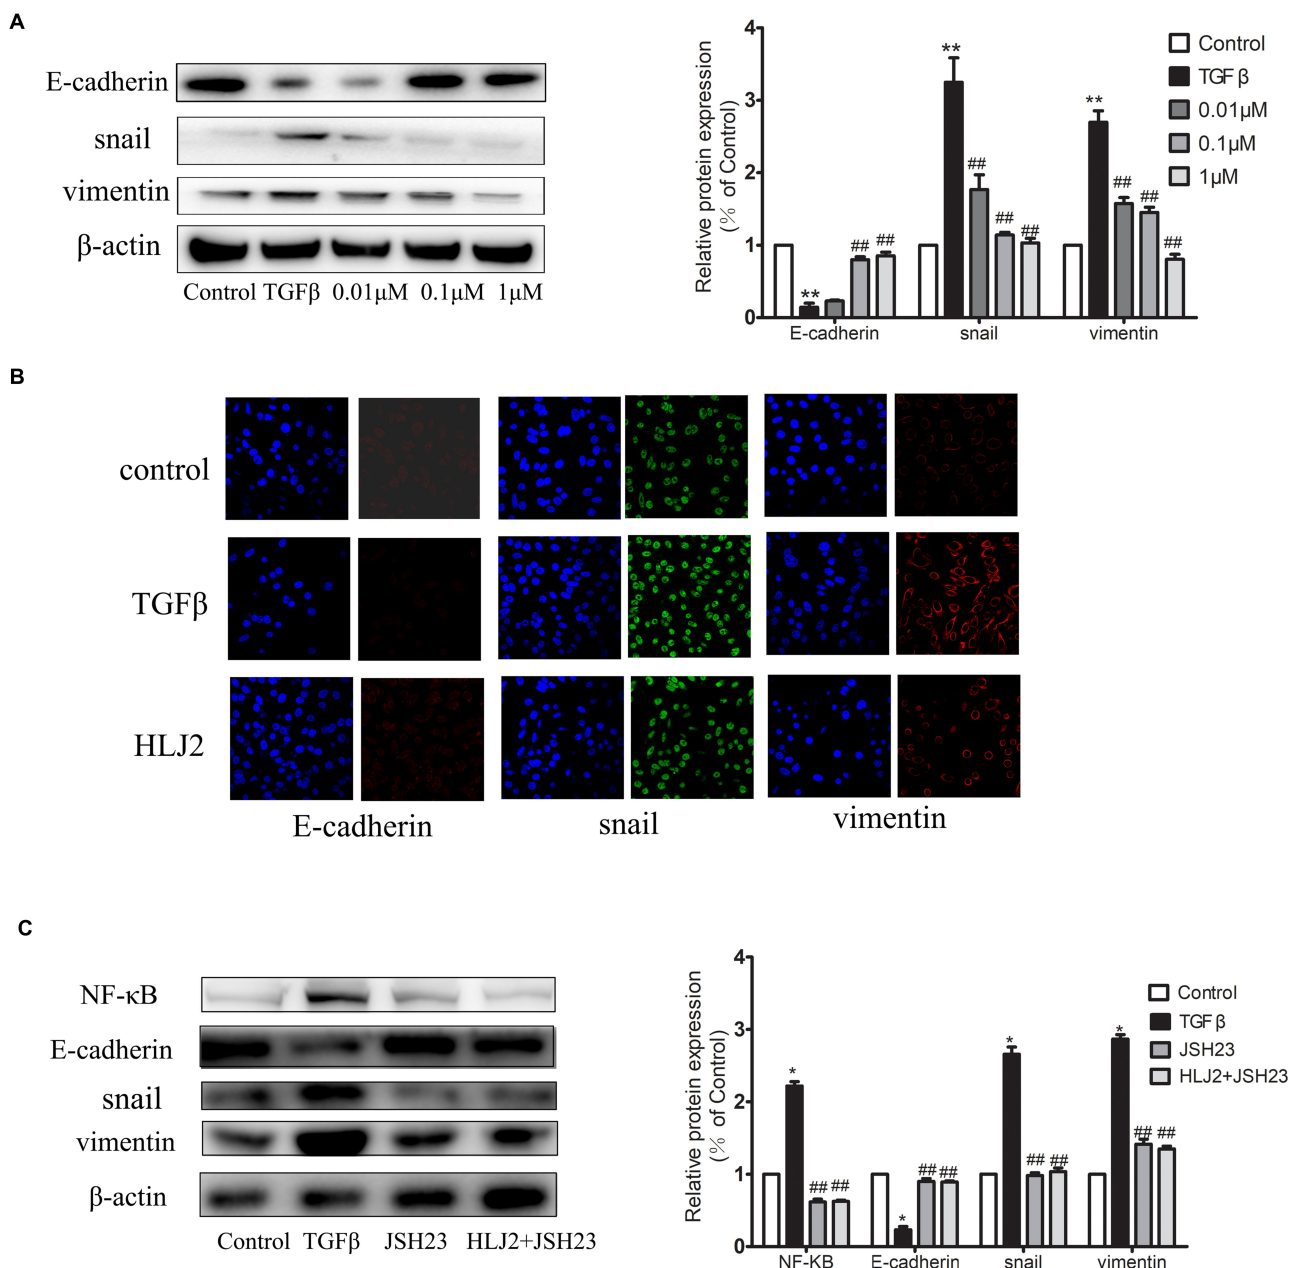 A
E-cadherin
snail
vimentin
β-actin
Control TGFβ 0.01μM 0.1μM 1μM
Relative protein expression
(% of Control)
4
3
2
1
0
** ## ##
** ## ## ##
** ## ## ##
E-cadherin snail vimentin
Control
TGFβ
0.01μM
0.1μM
1μM
B
control
TGFβ
HLJ2
E-cadherin snail vimentin
C
NF-κB
E-cadherin
snail
vimentin
β-actin
Control TGFβ JSH23 HLJ2+JSH23
Relative protein expression
(% of Control)
4
3
2
1
0
* ## ##
* ## ##
* ## ##
* ## ##
NF-KB E-cadherin snail vimentin
Control
TGFβ
JSH23
HLJ2+JSH23